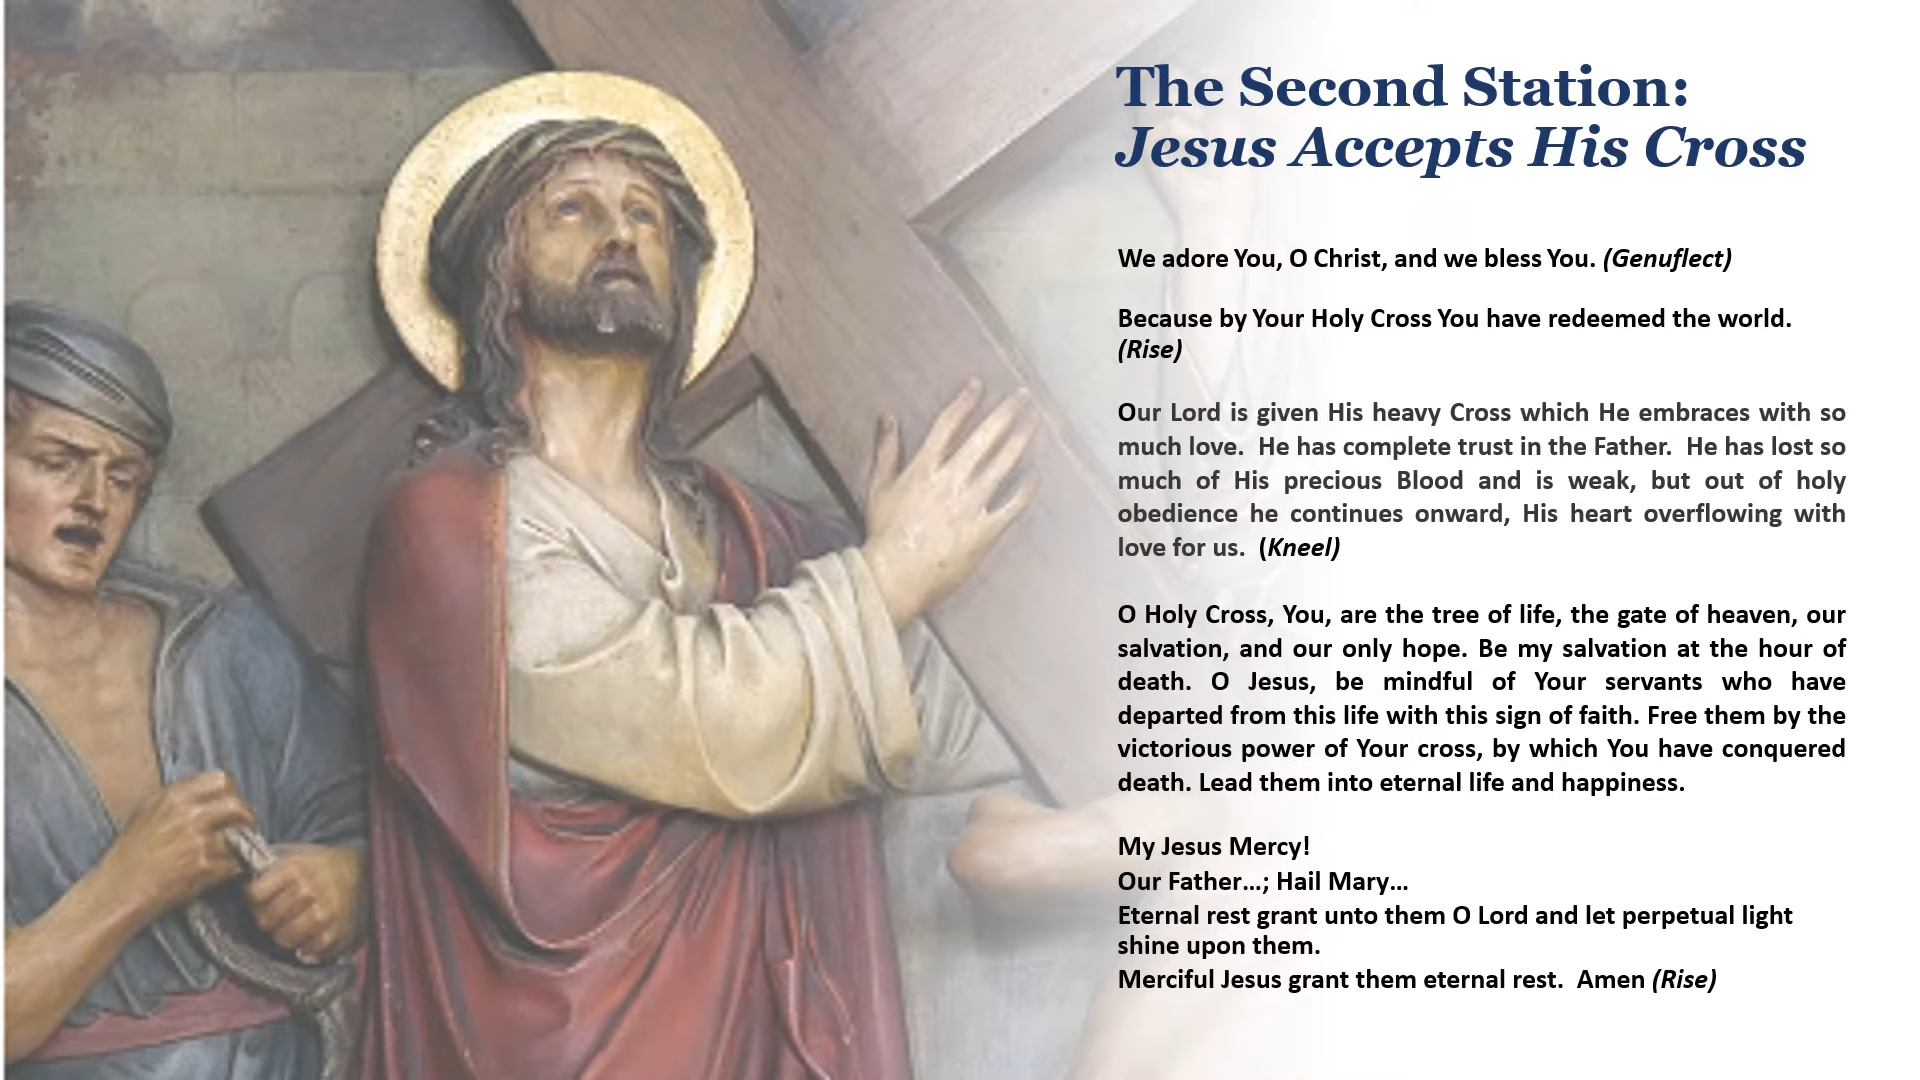 The Second Station:
Jesus Accepts His Cross
We adore You, O Christ, and we bless You. (Genuflect)
Because by Your Holy Cross You have redeemed the world.
(Rise)
Our Lord is given His heavy Cross which He embraces with so
much love.  He has complete trust in the Father.  He has lost so
much of His precious Blood and is weak, but out of holy
obedience he continues onward, His heart overflowing with
love for us.  (Kneel)
O Holy Cross, You, are the tree of life, the gate of heaven, our
salvation, and our only hope. Be my salvation at the hour of
death. O Jesus, be mindful of Your servants who have
departed from this life with this sign of faith. Free them by the
victorious power of Your cross, by which You have conquered
death. Lead them into eternal life and happiness.
My Jesus Mercy!
Our Father…; Hail Mary…
Eternal rest grant unto them O Lord and let perpetual light
shine upon them.
Merciful Jesus grant them eternal rest.  Amen (Rise)